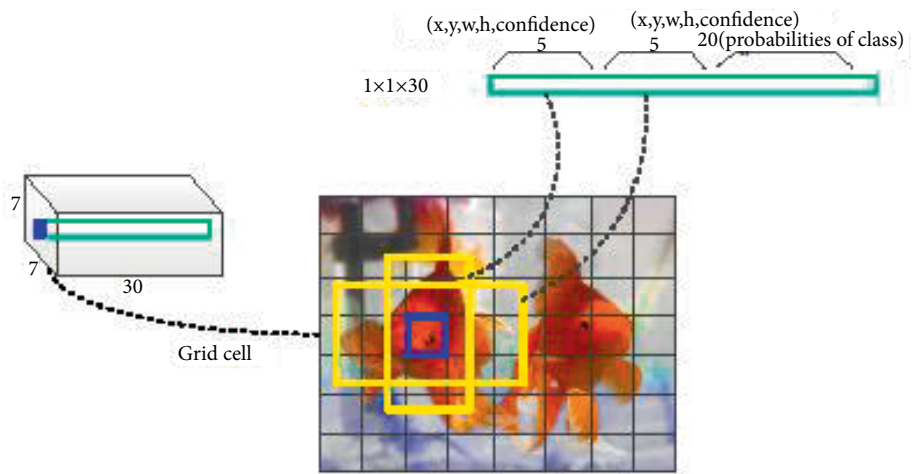 (x,y,w,h,confidence)
5
(x,y,w,h,confidence)
5
20(probabilities of class)
1×1×30
7
7
30
Grid cell